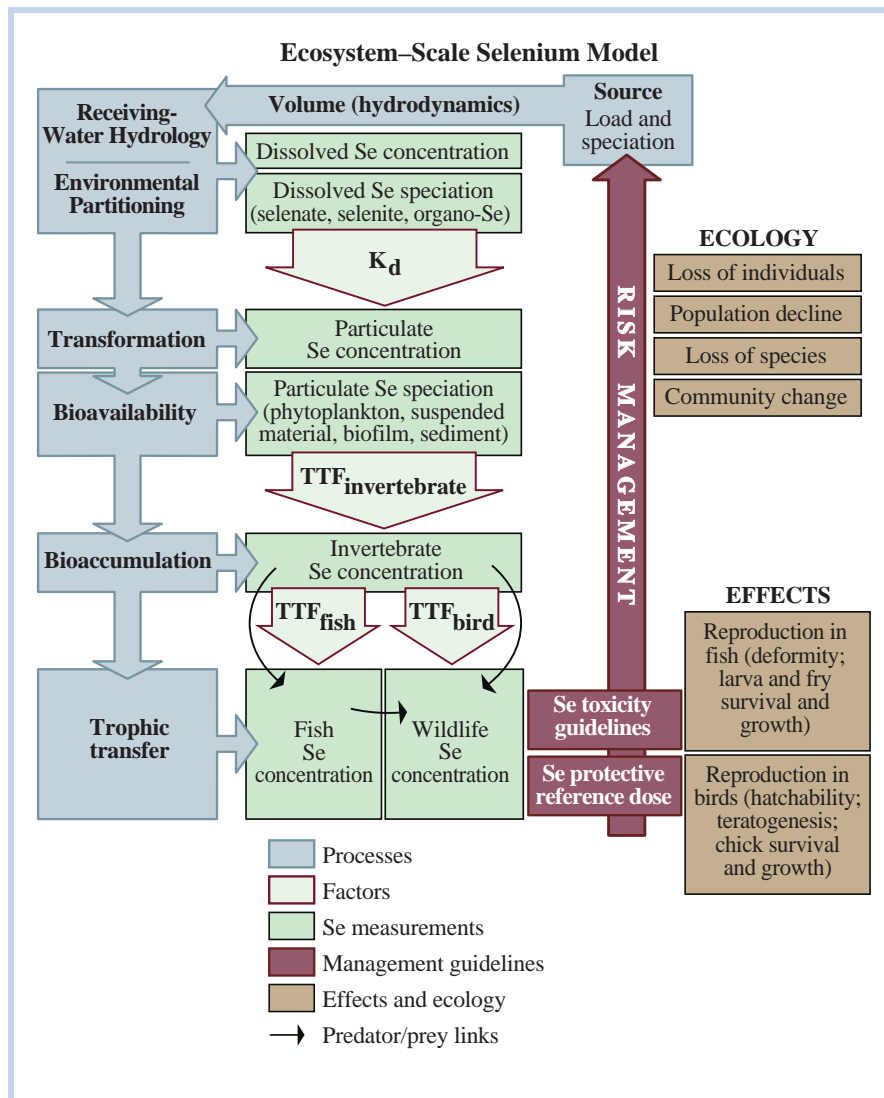 Ecosystem–Scale Selenium Model
Volume (hydrodynamics)
Source
Load and
speciation
Receiving-
Water Hydrology
Environmental
Partitioning
Dissolved Se concentration
Dissolved Se speciation
(selenate, selenite, organo-Se)
Kd
Transformation
Particulate
Se concentration
Bioavailability
Particulate Se speciation
(phytoplankton, suspended
material, biofilm, sediment)
TTFinvertebrate
Bioaccumulation
Invertebrate
Se concentration
TTFfish
TTFbird
Trophic
transfer
Fish
Se
concentration
Wildlife
Se
concentration
RISK MANAGEMENT
Se toxicity
guidelines
Se protective
reference dose
ECOLOGY
Loss of individuals
Population decline
Loss of species
Community change
EFFECTS
Reproduction in
fish (deformity;
larva and fry
survival and
growth)
Reproduction in
birds (hatchability;
teratogenesis;
chick survival
and growth)
Processes
Factors
Se measurements
Management guidelines
Effects and ecology
Predator/prey links